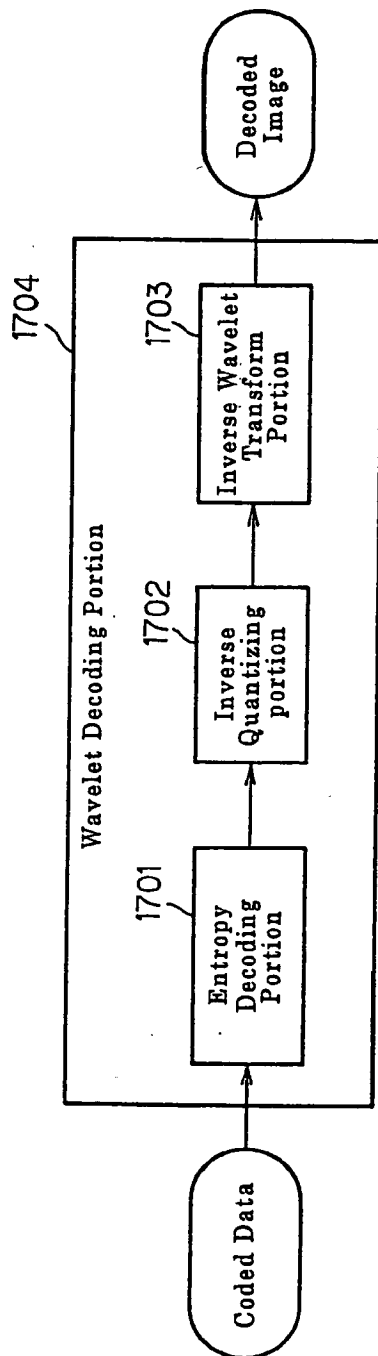 Coded Data
Wavelet Decoding Portion
1704
1701
Entropy
Decoding
Portion
1702
Inverse
Quantizing
portion
1703
Inverse Wavelet
Transform
Portion
Decoded
Image